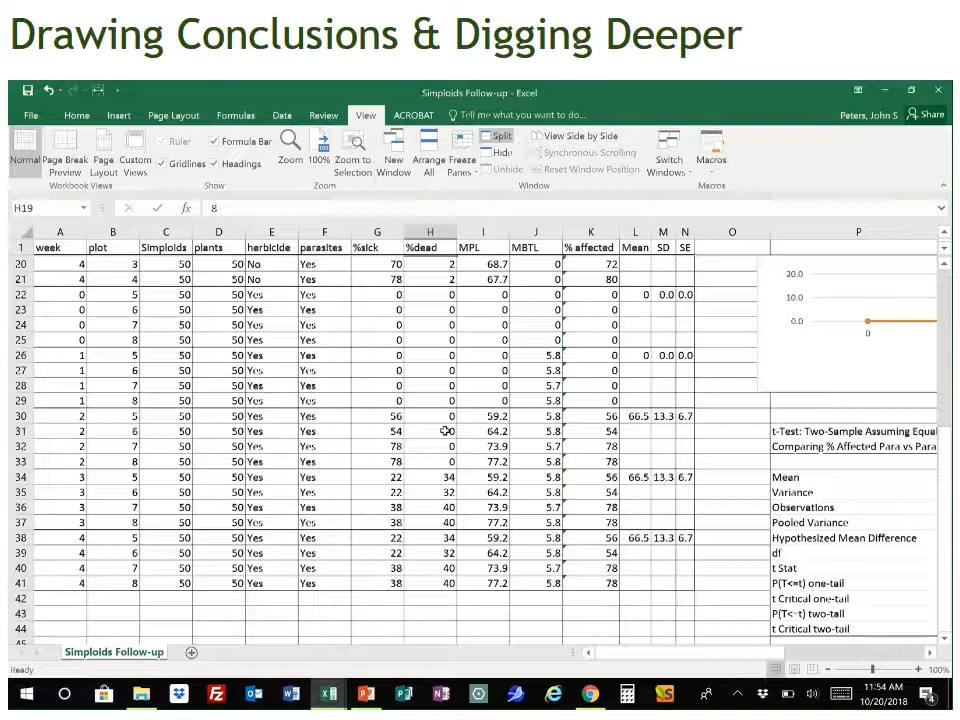 Drawing Conclusions & Digging Deeper
Simploids Follow-up - Excel
File Home Insert Page Layout Formulas Data Review View ACROBAT Tell me what you want to do... Peters, John S Share
Normal Page Break Preview Page Layout Custom Views Ruler Formula Bar Gridlines Headings Zoom 100% Zoom to Selection New Window Arrange All Freeze Panes Split Hide Unhide View Side by Side Synchronous Scrolling Reset Window Position Switch Windows Macros
Workbook Views Show Zoom Window Macros
H19 fx 8
A B C D E F G H I J K L M N O P
1 week plot Simploids plants herbicide parasites %sick %dead MPL MBTL % affected Mean SD SE
20 4 3 50 50 No Yes 70 2 68.7 0 72
21 4 4 50 50 No Yes 78 2 67.7 0 80
22 0 5 50 50 Yes Yes 0 0 0 0 0 0 0.0 0.0
23 0 6 50 50 Yes Yes 0 0 0 0 0
24 0 7 50 50 Yes Yes 0 0 0 0 0
25 0 8 50 50 Yes Yes 0 0 0 0 0
26 1 5 50 50 Yes Yes 0 0 0 5.8 0 0 0.0 0.0
27 1 6 50 50 Yes Yes 0 0 0 5.8 0
28 1 7 50 50 Yes Yes 0 0 0 5.7 0
29 1 8 50 50 Yes Yes 0 0 0 5.8 0
30 2 5 50 50 Yes Yes 56 0 59.2 5.8 56 66.5 13.3 6.7
31 2 6 50 50 Yes Yes 54 0 64.2 5.8 54 t-Test: Two-Sample Assuming Equal
32 2 7 50 50 Yes Yes 78 0 73.9 5.7 78 Comparing % Affected Para vs Para
33 2 8 50 50 Yes Yes 78 0 77.2 5.8 78
34 3 5 50 50 Yes Yes 22 34 59.2 5.8 56 66.5 13.3 6.7 Mean
35 3 6 50 50 Yes Yes 22 32 64.2 5.8 54 Variance
36 3 7 50 50 Yes Yes 38 40 73.9 5.7 78 Observations
37 3 8 50 50 Yes Yes 38 40 77.2 5.8 78 Pooled Variance
38 4 5 50 50 Yes Yes 22 34 59.2 5.8 56 66.5 13.3 6.7 Hypothesized Mean Difference
39 4 6 50 50 Yes Yes 22 32 64.2 5.8 54 df
40 4 7 50 50 Yes Yes 38 40 73.9 5.7 78 t Stat
41 4 8 50 50 Yes Yes 38 40 77.2 5.8 78 P(T<=t) one-tail
42 t Critical one-tail
43 P(T<=t) two-tail
44 t Critical two-tail
45
20.0
10.0
0.0
0
Simploids Follow-up
Ready 100%
11:54 AM
10/20/2018
4